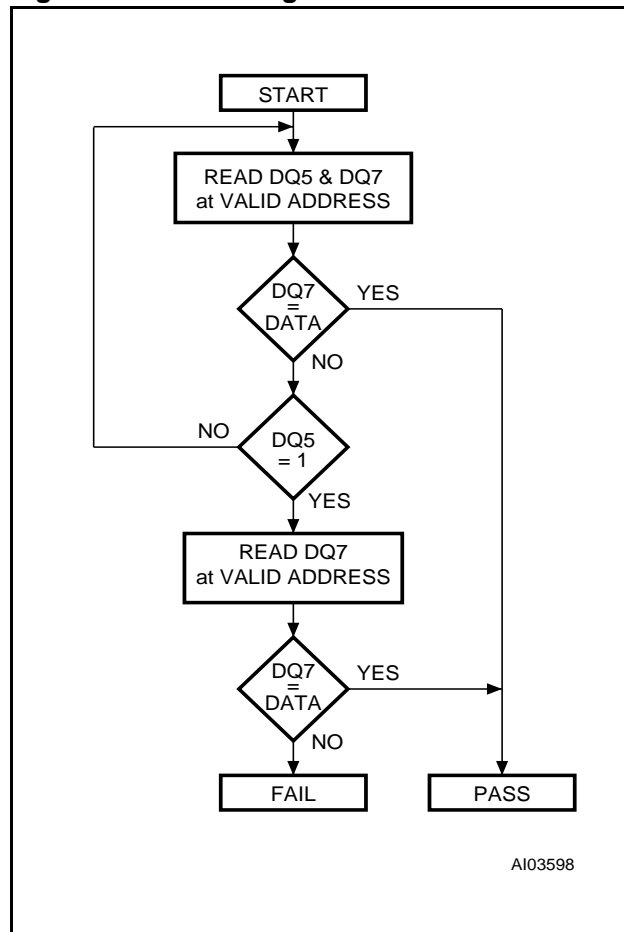 START
READ DQ5 & DQ7
at VALID ADDRESS
DQ7
=
DATA
YES
NO
DQ5
= 1
NO
YES
READ DQ7
at VALID ADDRESS
DQ7
=
DATA
YES
NO
FAIL
PASS
AI03598